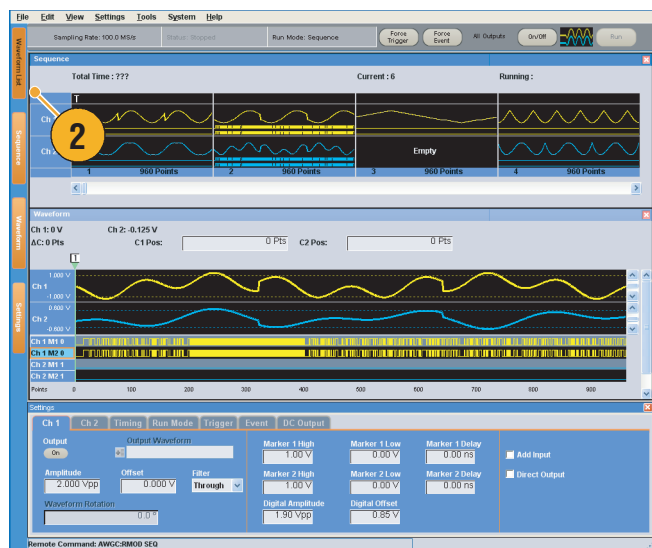 File Edit View Settings Tools System Help
Sampling Rate: 100.0 MS/s Status: Stopped Run Mode: Sequence Force Trigger Force Event All Outputs On/Off Run
Waveform List
Sequence
Waveform
Settings
Sequence
Total Time : ??? Current : 6 Running :
T
Ch
2
Ch
Empty
1 960 Points 2 960 Points 3 960 Points 4 960 Points
Waveform
Ch 1: 0 V Ch 2: -0.125 V
ΔC: 0 Pts C1 Pos: 0 Pts C2 Pos: 0 Pts
T
1.000 V
Ch 1
-1.000 V
0.600 V
Ch 2
-0.600 V
Ch 1 M1 0
Ch 1 M2 0
Ch 2 M1 1
Ch 2 M2 1
Points 0 100 200 300 400 500 600 700 800 900
Settings
Ch 1 Ch 2 Timing Run Mode Trigger Event DC Output
Output Output Waveform Marker 1 High Marker 1 Low Marker 1 Delay
On 1.00 V 0.00 V 0.00 ns Add Input
Amplitude Offset Filter Marker 2 High Marker 2 Low Marker 2 Delay Direct Output
2.000 Vpp 0.000 V Through 1.00 V 0.00 V 0.00 ns
Waveform Rotation Digital Amplitude Digital Offset
0.0 ° 1.90 Vpp 0.85 V
Remote Command: AWGC:RMOD SEQ